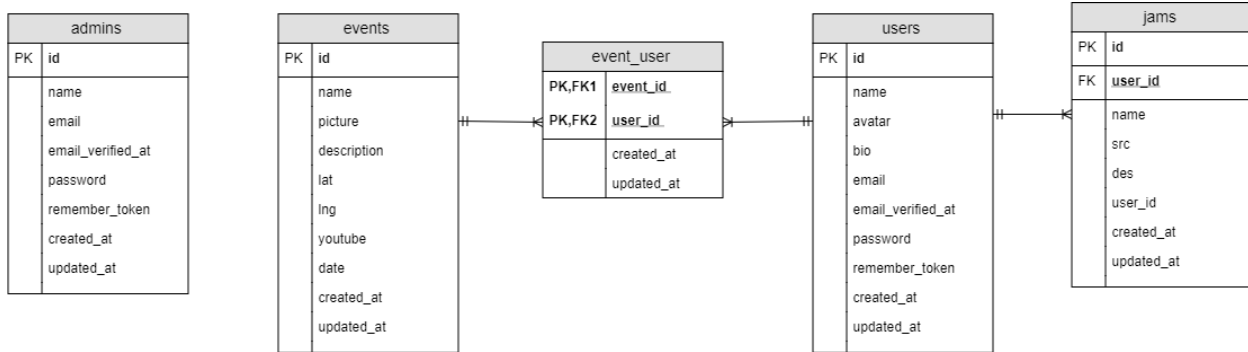 admins
PK id
name
email
email_verified_at
password
remember_token
created_at
updated_at
events
PK id
name
picture
description
lat
lng
youtube
date
created_at
updated_at
event_user
PK,FK1 event_id
PK,FK2 user_id
created_at
updated_at
users
PK id
name
avatar
bio
email
email_verified_at
password
remember_token
created_at
updated_at
jams
PK id
FK user_id
name
src
des
user_id
created_at
updated_at